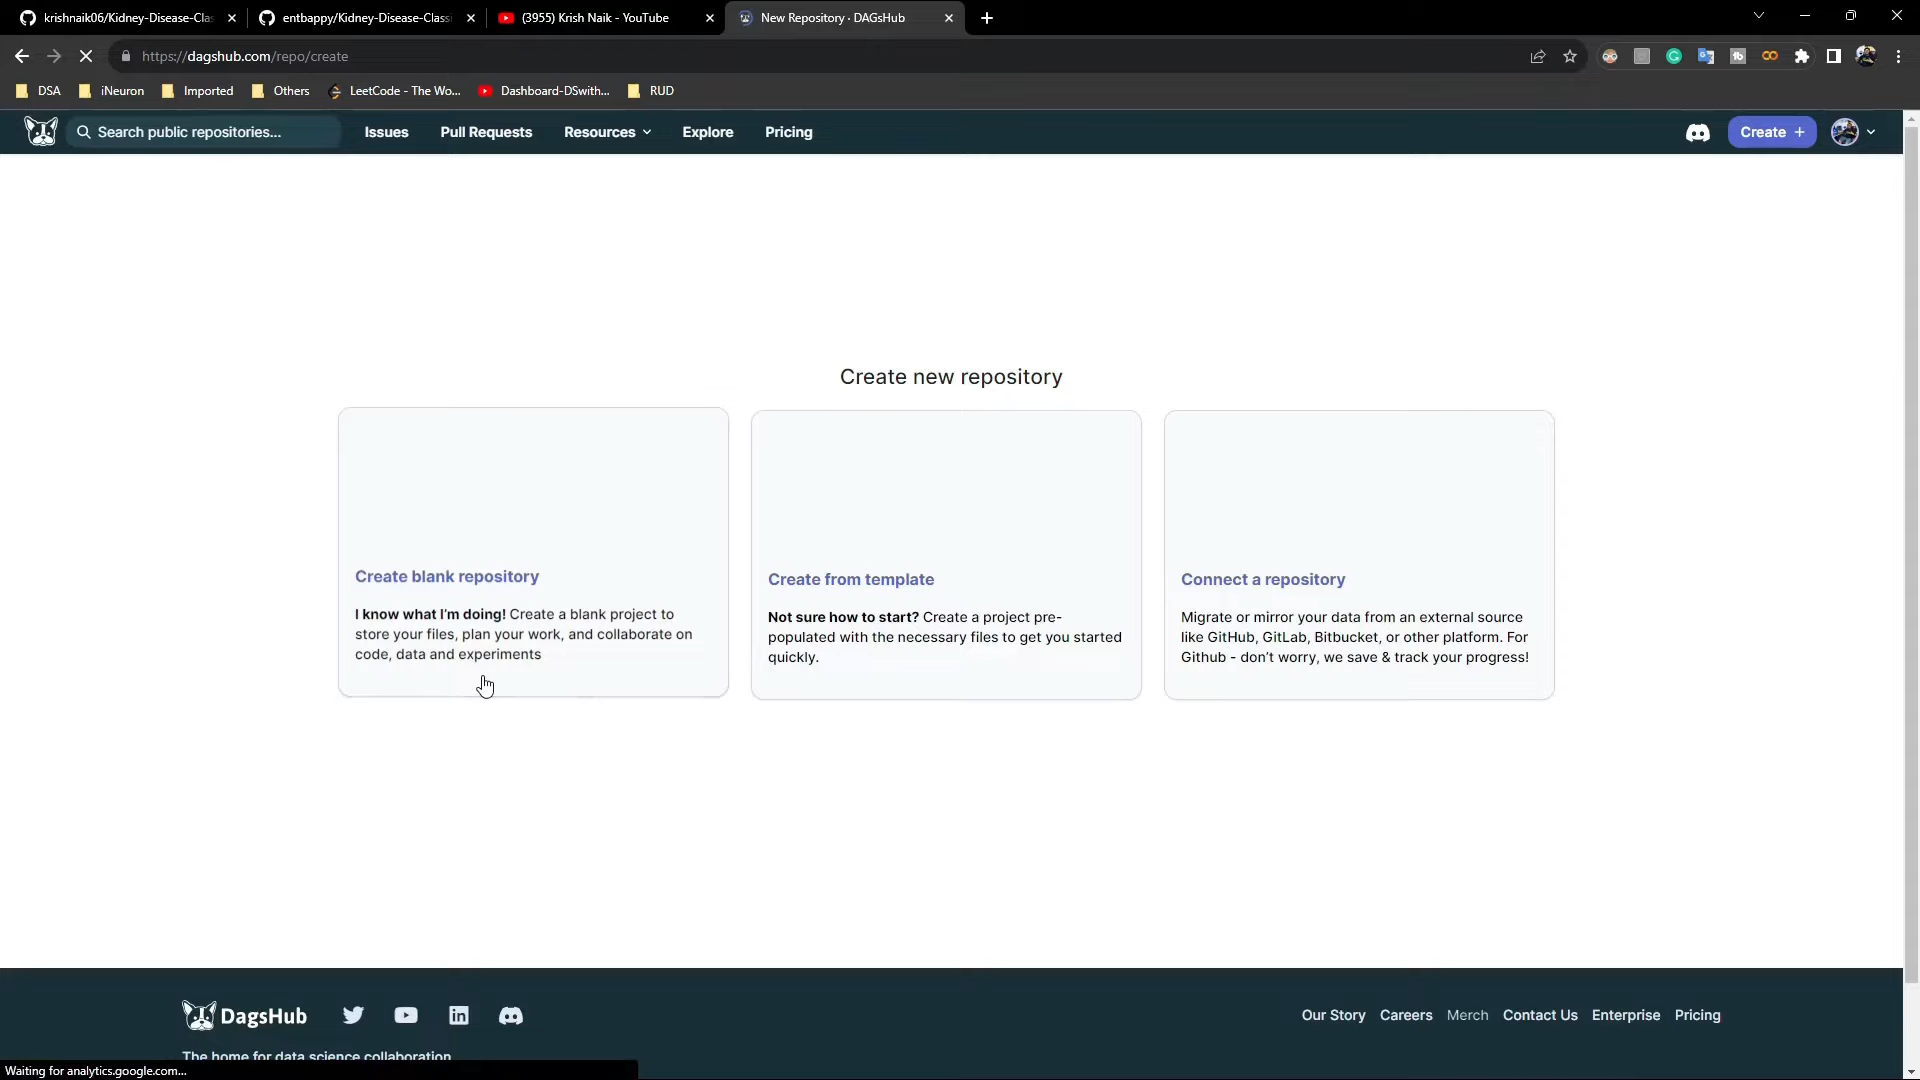 krishnaik06/Kidney-Disease-Clas
entbappy/Kidney-Disease-Classi
(3955) Krish Naik - YouTube
New Repository · DAGsHub
https://dagshub.com/repo/create
DSA
iNeuron
Imported
Others
LeetCode - The Wo...
Dashboard-DSwith...
RUD
Search public repositories...
Issues
Pull Requests
Resources
Explore
Pricing
Create +
Create new repository
Create blank repository
I know what I'm doing! Create a blank project to
store your files, plan your work, and collaborate on
code, data and experiments
Create from template
Not sure how to start? Create a project pre-
populated with the necessary files to get you started
quickly.
Connect a repository
Migrate or mirror your data from an external source
like GitHub, GitLab, Bitbucket, or other platform. For
Github - don't worry, we save & track your progress!
DagsHub
Our Story
Careers
Merch
Contact Us
Enterprise
Pricing
The home for data science collaboration
Waiting for analytics.google.com...